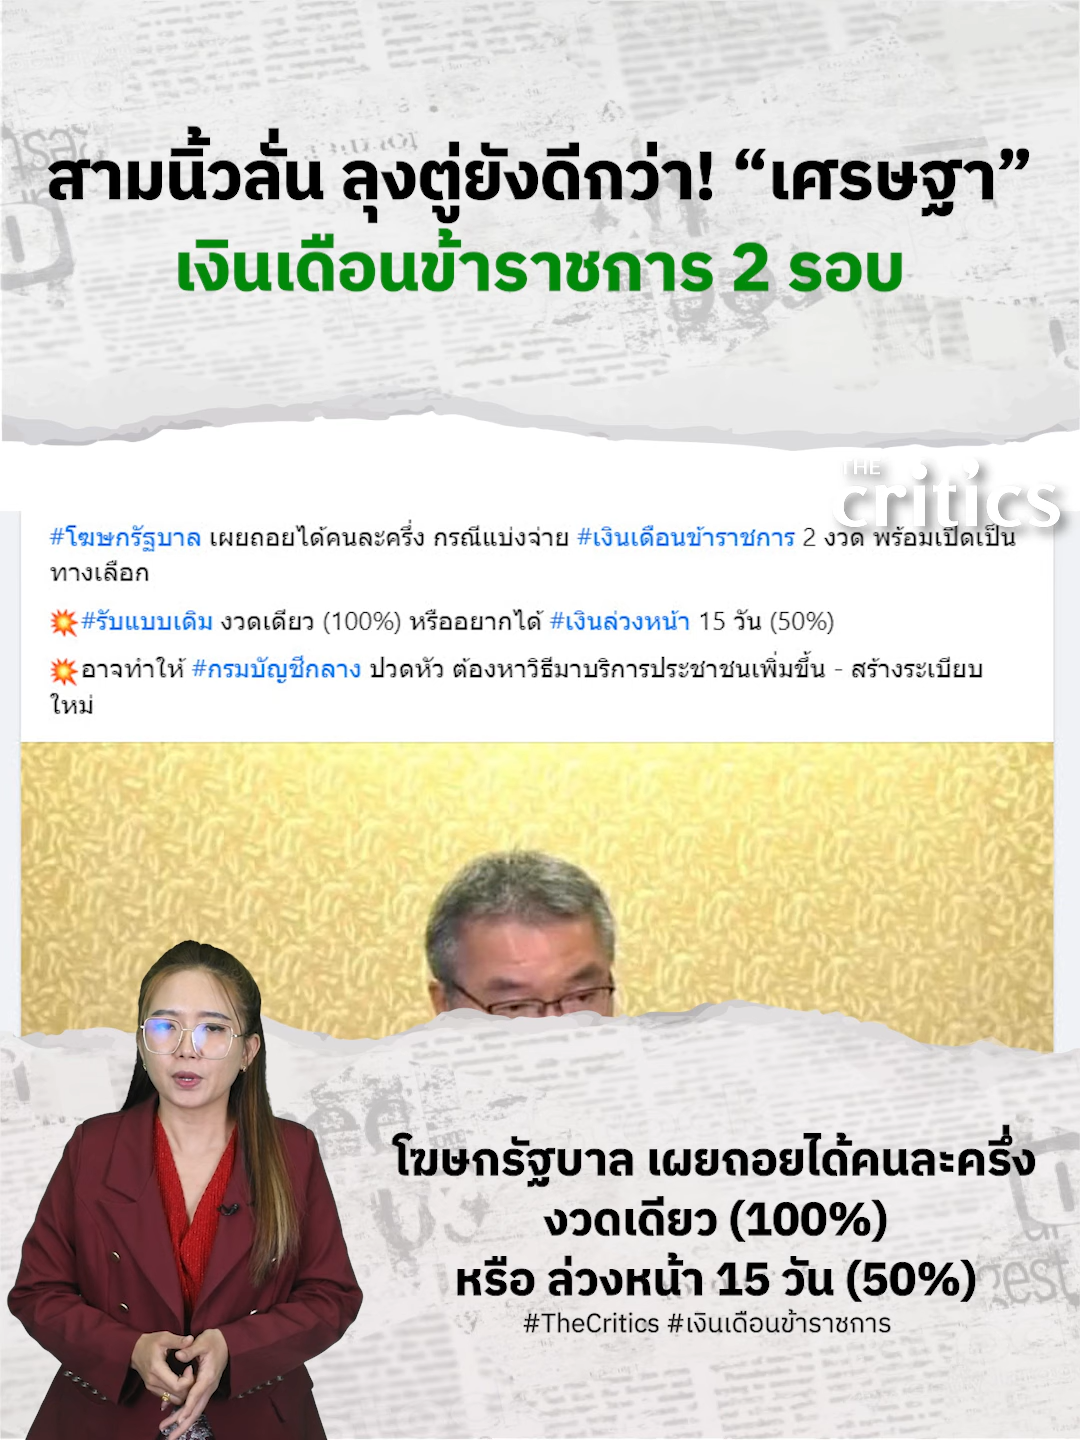 สามนิ้วลั่น ลุงตู่ยังดีกว่า! “เศรษฐา”
เงินเดือนข้าราชการ 2 รอบ
THE
critics
#โฆษกรัฐบาล เผยถอยได้คนละครึ่ง กรณีแบ่งจ่าย #เงินเดือนข้าราชการ 2 งวด พร้อมเปิดเป็น
ทางเลือก
💥#รับแบบเดิม งวดเดียว (100%) หรืออยากได้ #เงินล่วงหน้า 15 วัน (50%)
💥อาจทำให้ #กรมบัญชีกลาง ปวดหัว ต้องหาวิธีมาบริการประชาชนเพิ่มขึ้น - สร้างระเบียบ
ใหม่
โฆษกรัฐบาล เผยถอยได้คนละครึ่ง
งวดเดียว (100%)
หรือ ล่วงหน้า 15 วัน (50%)
#TheCritics #เงินเดือนข้าราชการ